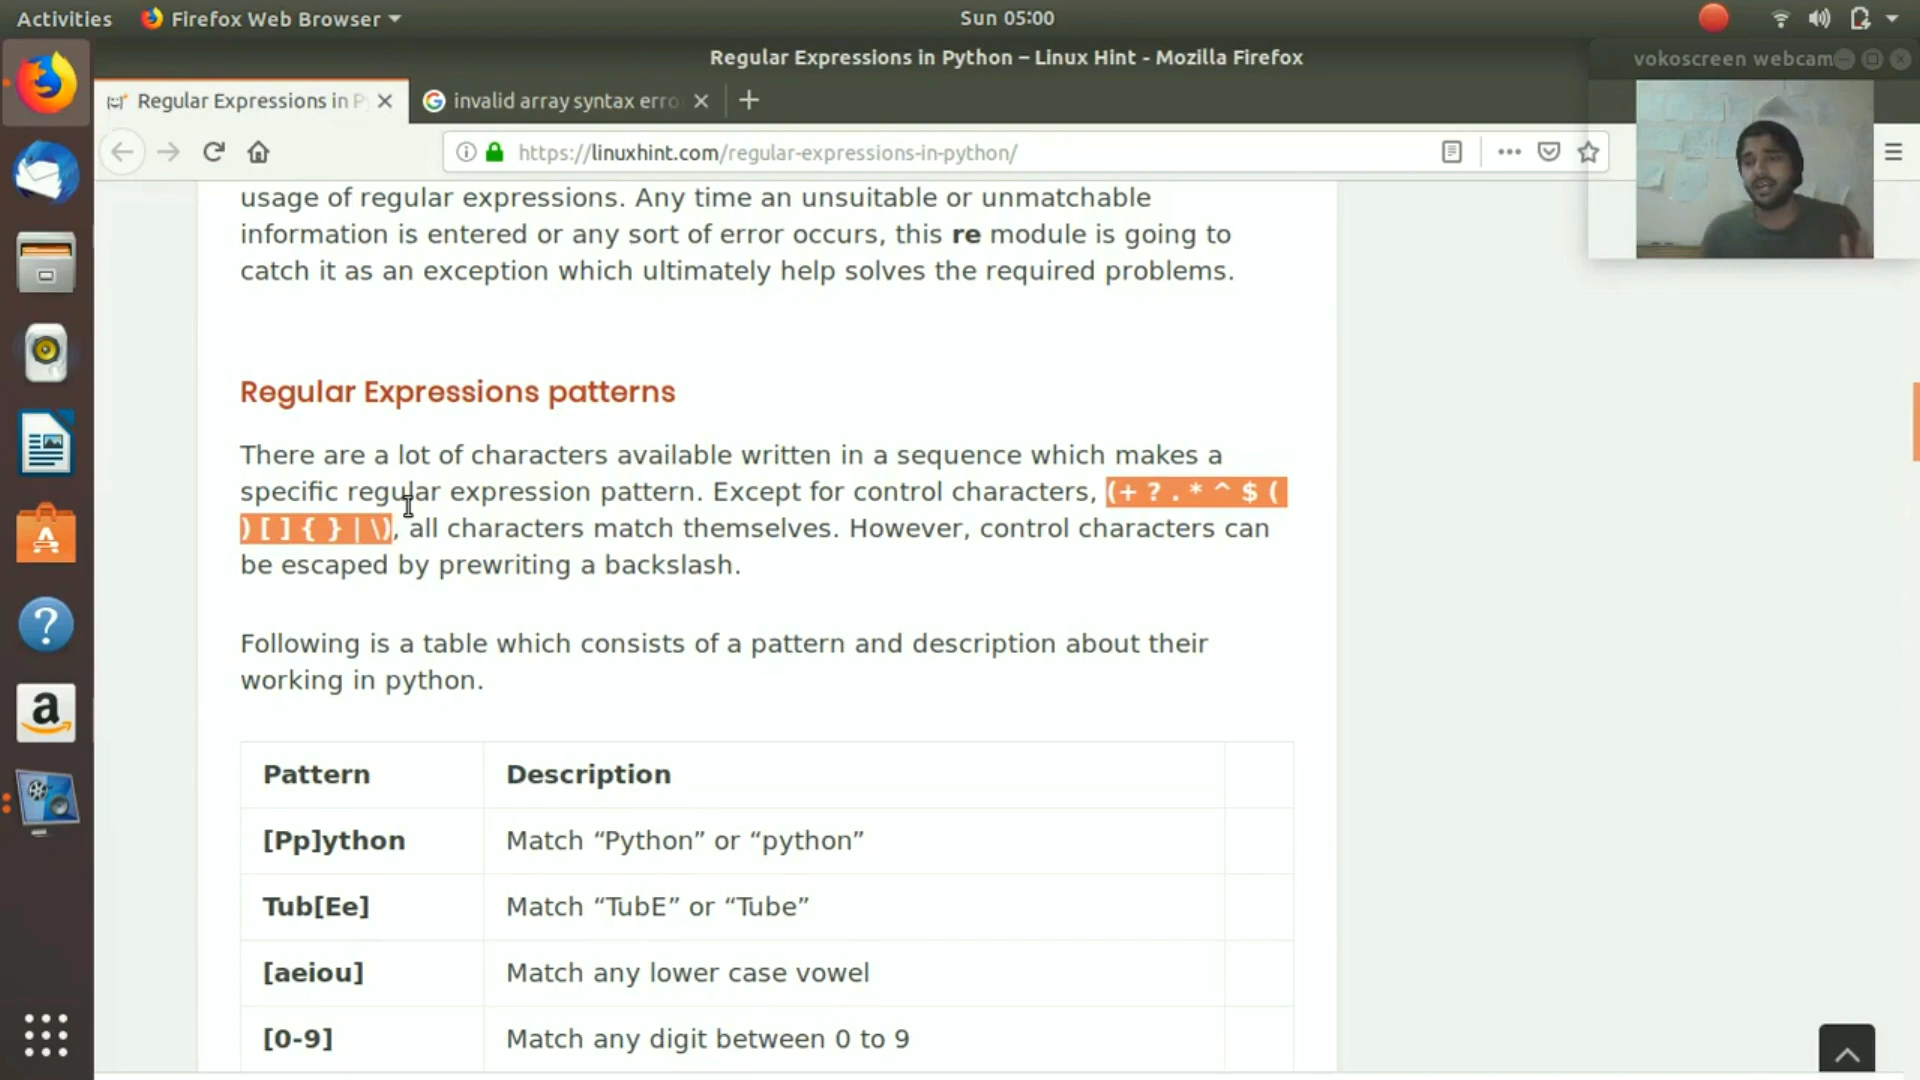 Activities Firefox Web Browser Sun 05:00
Regular Expressions in Python – Linux Hint - Mozilla Firefox
vokoscreen webcam
Regular Expressions in P
invalid array syntax erro
https://linuxhint.com/regular-expressions-in-python/
usage of regular expressions. Any time an unsuitable or unmatchable
information is entered or any sort of error occurs, this re module is going to
catch it as an exception which ultimately help solves the required problems.
Regular Expressions patterns
There are a lot of characters available written in a sequence which makes a
specific regular expression pattern. Except for control characters, (+ ? . * ^ $ (
) [ ] { } | \), all characters match themselves. However, control characters can
be escaped by prewriting a backslash.
Following is a table which consists of a pattern and description about their
working in python.
Pattern Description
[Pp]ython Match “Python” or “python”
Tub[Ee] Match “TubE” or “Tube”
[aeiou] Match any lower case vowel
[0-9] Match any digit between 0 to 9